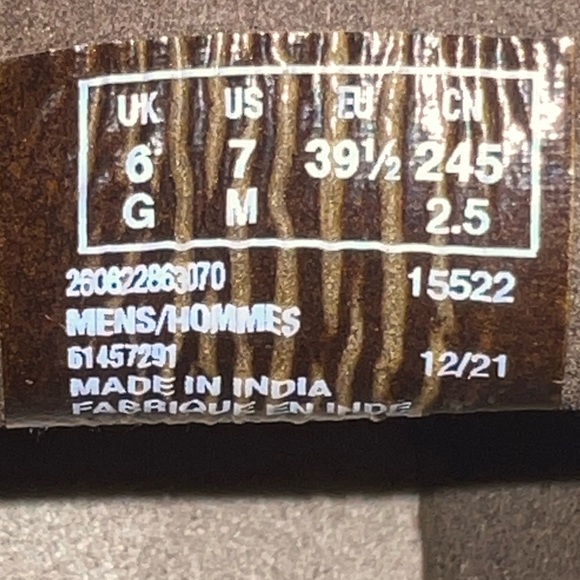 UK US EU CN
6 7 39½ 245
G M 2.5
260822863070 15522
MENS/HOMMES
61457291 12/21
MADE IN INDIA
FABRIQUE EN INDE